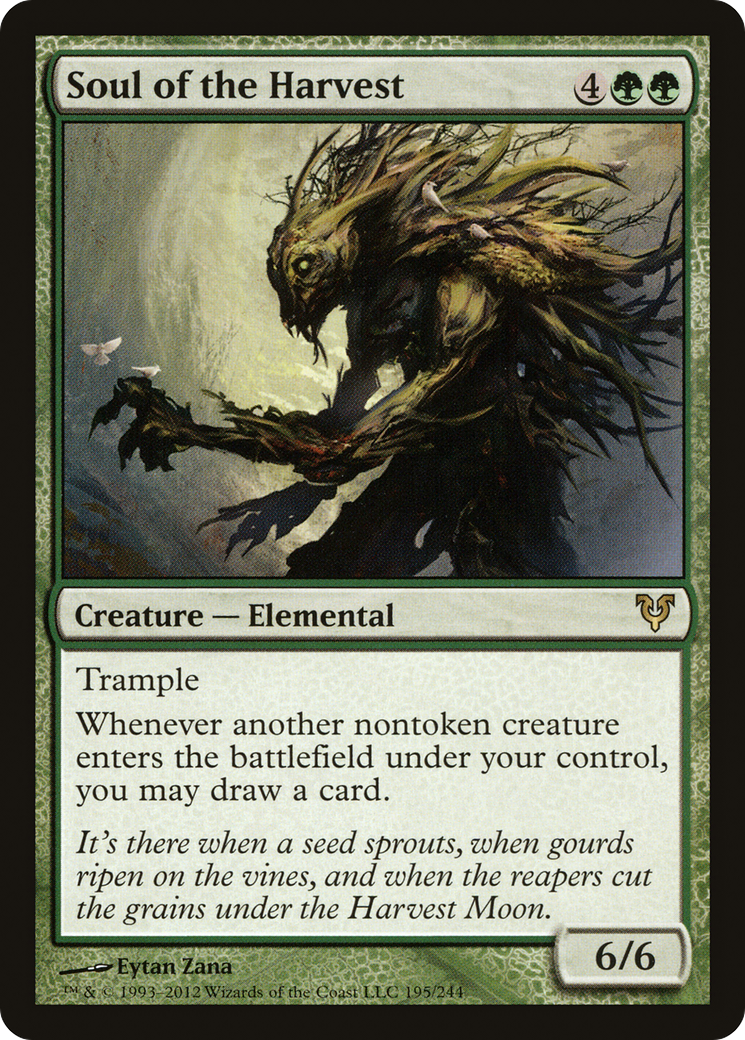 Soul of the Harvest 4
Creature — Elemental
Trample
Whenever another nontoken creature
enters the battlefield under your control,
you may draw a card.
It's there when a seed sprouts, when gourds
ripen on the vines, and when the reapers cut
the grains under the Harvest Moon.
6/6
Eytan Zana
™ & © 1993–2012 Wizards of the Coast LLC 195/244